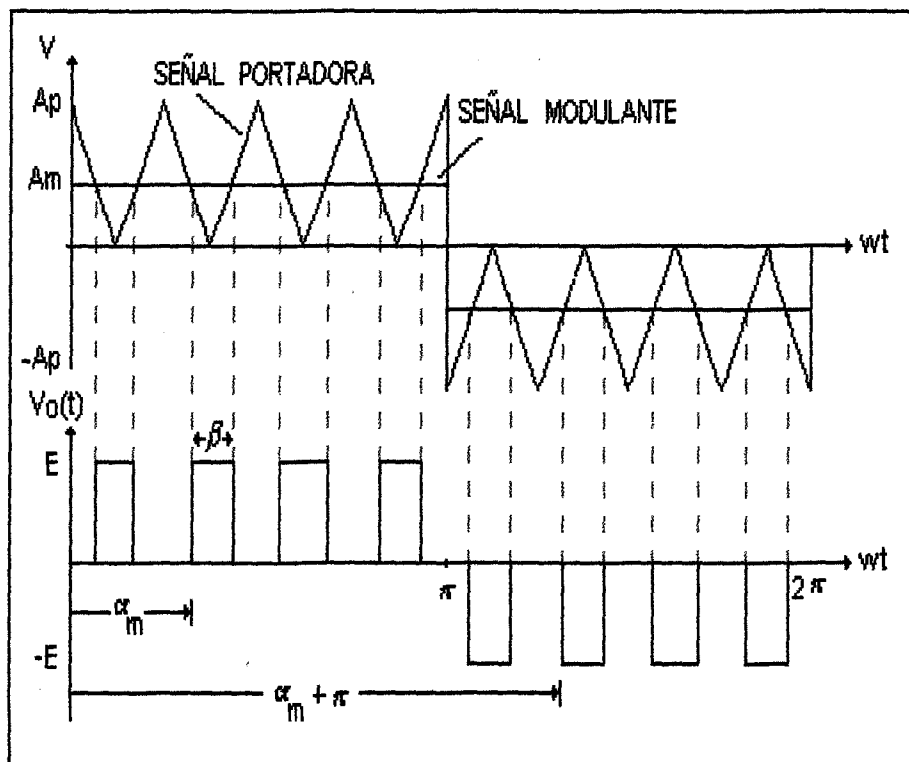 V
SEÑAL PORTADORA
Ap
SEÑAL MODULANTE
Am
wt
-Ap
Vo(t)
β
E
π
wt
2π
αm
-E
αm + π